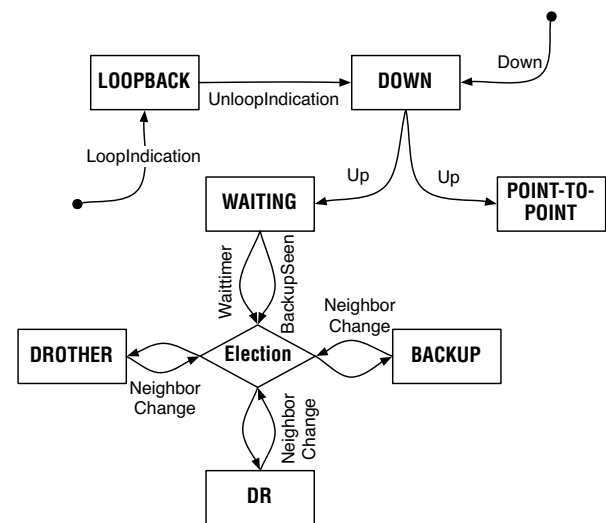 LOOPBACK
DOWN
Down
UnloopIndication
LoopIndication
Up
Up
WAITING
POINT-TO-
POINT
Waittimer
BackupSeen
Neighbor
Change
DROTHER
Election
BACKUP
Neighbor
Change
Neighbor
Change
DR